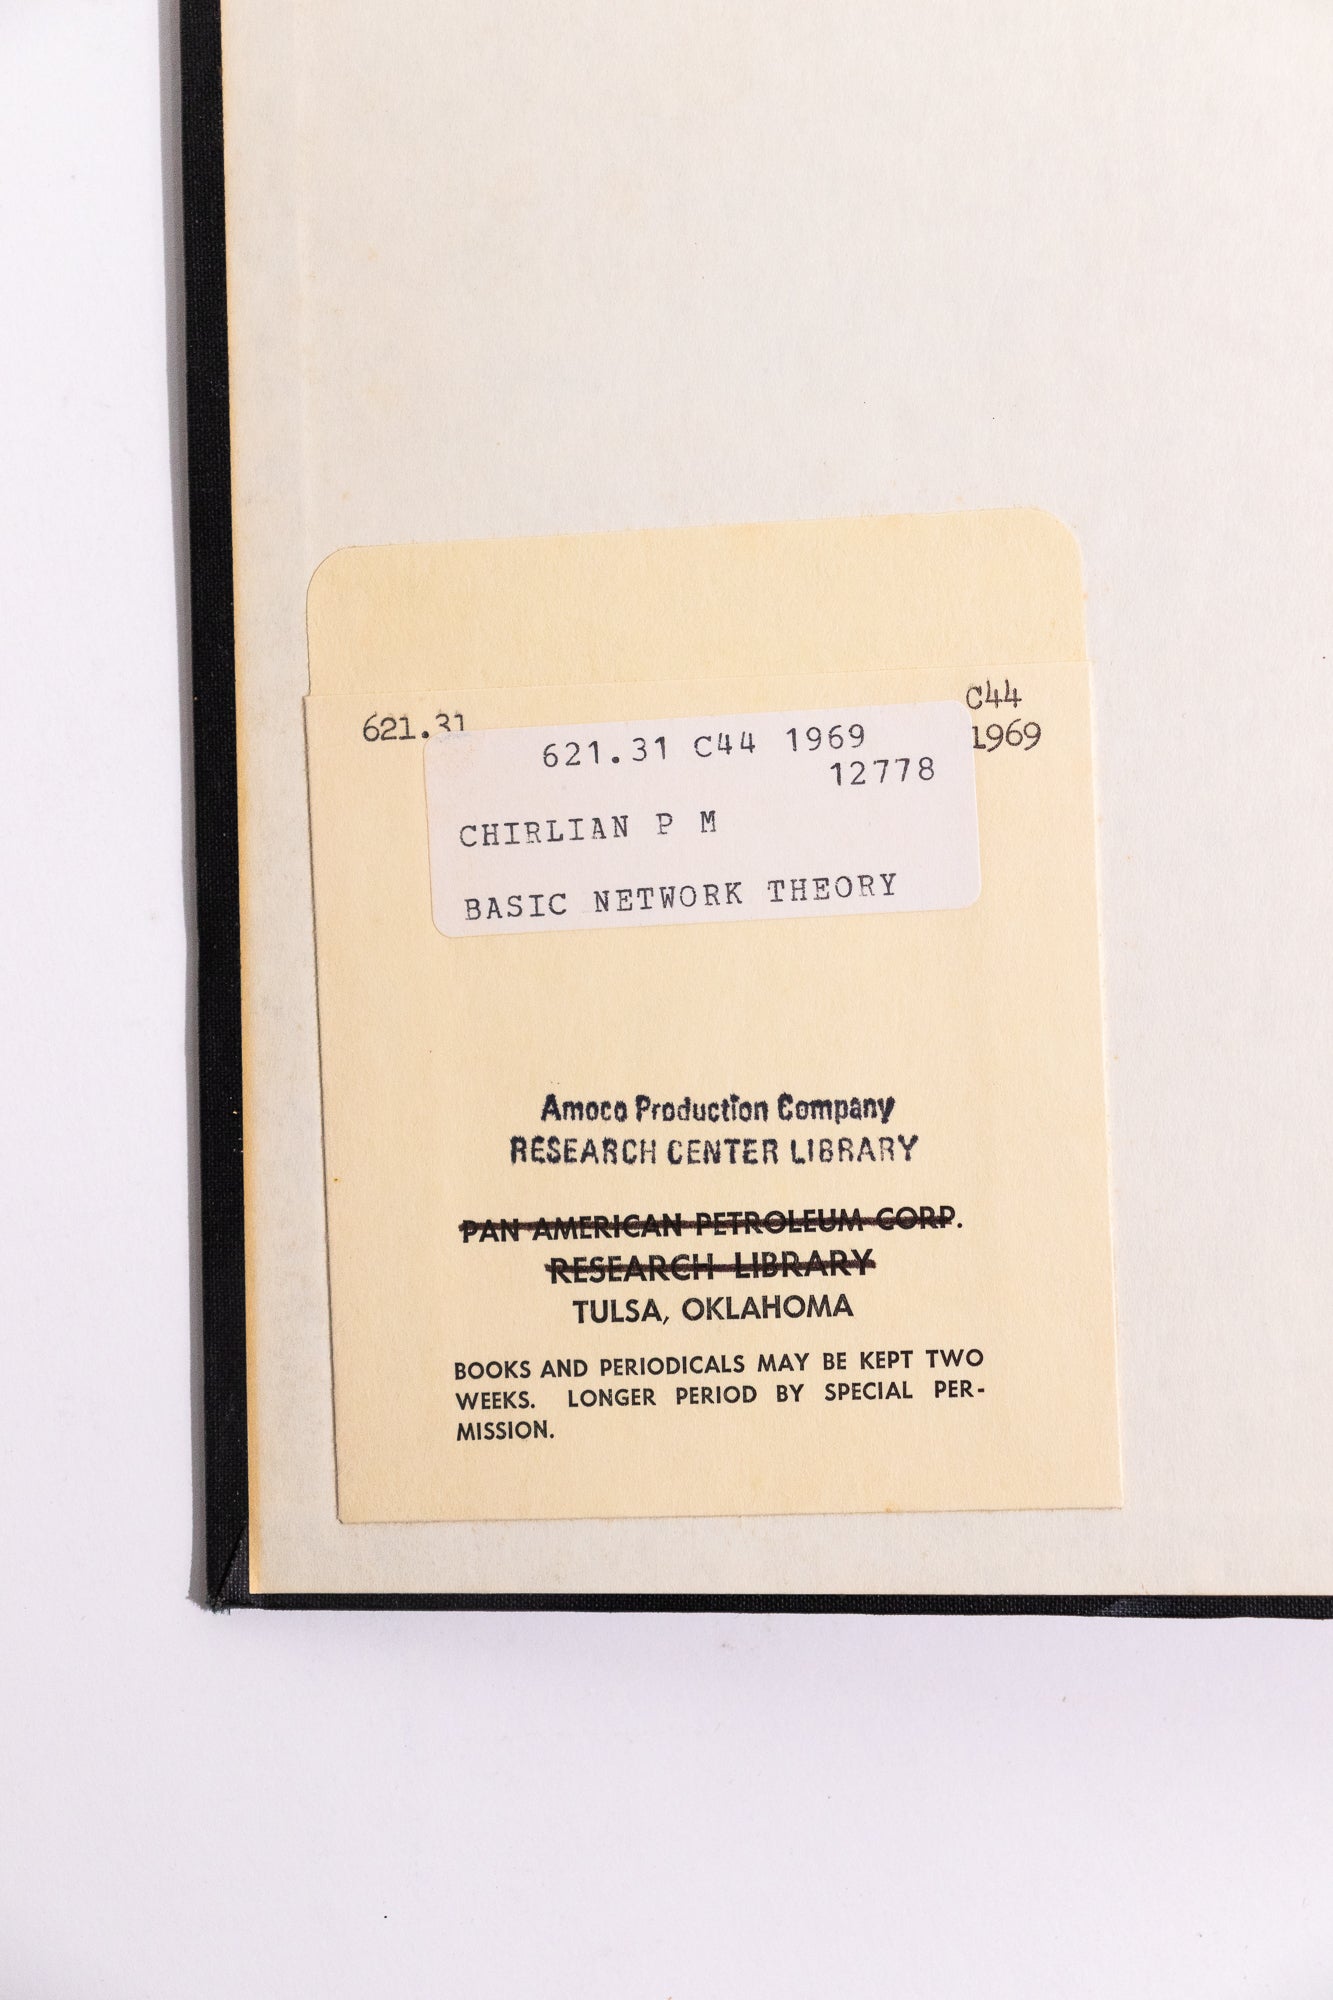 621.31
C44
1969
621.31 C44 1969
12778
CHIRLIAN P M
BASIC NETWORK THEORY
Amoco Production Company
RESEARCH CENTER LIBRARY
PAN AMERICAN PETROLEUM CORP.
RESEARCH LIBRARY
TULSA, OKLAHOMA
BOOKS AND PERIODICALS MAY BE KEPT TWO
WEEKS. LONGER PERIOD BY SPECIAL PER-
MISSION.